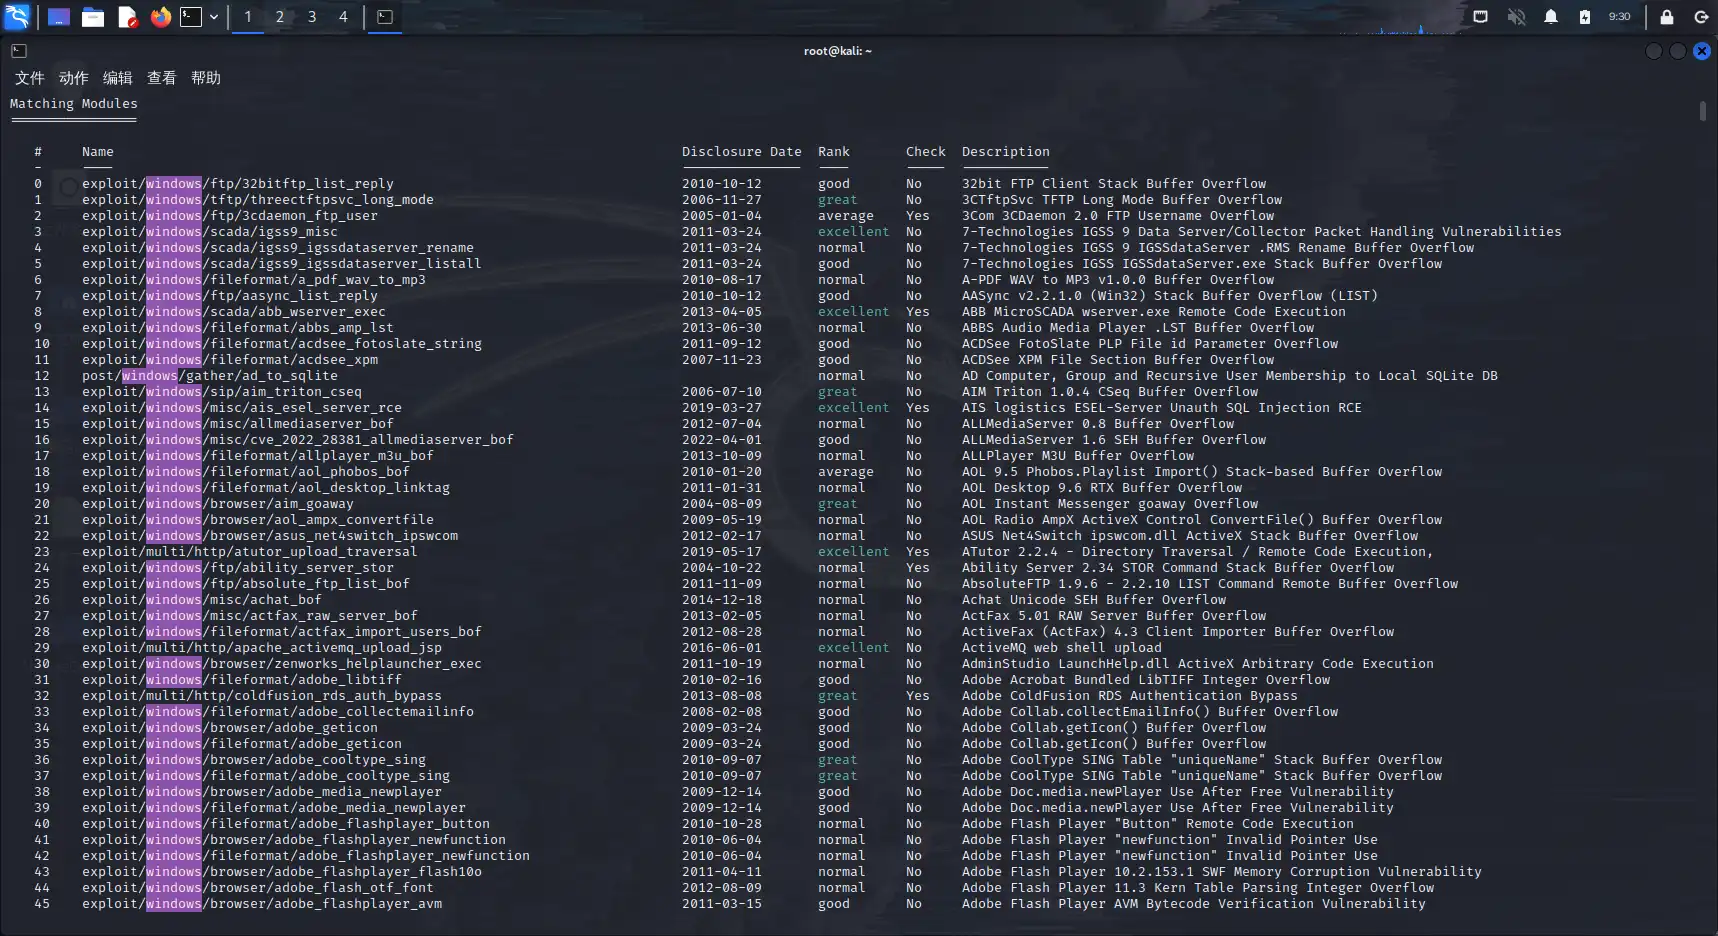 1 2 3 4 9:30
root@kali: ~
文件 动作 编辑 查看 帮助
Matching Modules
================
# Name Disclosure Date Rank Check Description
- ---- --------------- ---- ----- -----------
0 exploit/windows/ftp/32bitftp_list_reply 2010-10-12 good No 32bit FTP Client Stack Buffer Overflow
1 exploit/windows/tftp/threectftpsvc_long_mode 2006-11-27 great No 3CTftpSvc TFTP Long Mode Buffer Overflow
2 exploit/windows/ftp/3cdaemon_ftp_user 2005-01-04 average Yes 3Com 3CDaemon 2.0 FTP Username Overflow
3 exploit/windows/scada/igss9_misc 2011-03-24 excellent No 7-Technologies IGSS 9 Data Server/Collector Packet Handling Vulnerabilities
4 exploit/windows/scada/igss9_igssdataserver_rename 2011-03-24 normal No 7-Technologies IGSS 9 IGSSdataServer .RMS Rename Buffer Overflow
5 exploit/windows/scada/igss9_igssdataserver_listall 2011-03-24 good No 7-Technologies IGSS IGSSdataServer.exe Stack Buffer Overflow
6 exploit/windows/fileformat/a_pdf_wav_to_mp3 2010-08-17 normal No A-PDF WAV to MP3 v1.0.0 Buffer Overflow
7 exploit/windows/ftp/aasync_list_reply 2010-10-12 good No AASync v2.2.1.0 (Win32) Stack Buffer Overflow (LIST)
8 exploit/windows/scada/abb_wserver_exec 2013-04-05 excellent Yes ABB MicroSCADA wserver.exe Remote Code Execution
9 exploit/windows/fileformat/abbs_amp_lst 2013-06-30 normal No ABBS Audio Media Player .LST Buffer Overflow
10 exploit/windows/fileformat/acdsee_fotoslate_string 2011-09-12 good No ACDSee FotoSlate PLP File id Parameter Overflow
11 exploit/windows/fileformat/acdsee_xpm 2007-11-23 good No ACDSee XPM File Section Buffer Overflow
12 post/windows/gather/ad_to_sqlite normal No AD Computer, Group and Recursive User Membership to Local SQLite DB
13 exploit/windows/sip/aim_triton_cseq 2006-07-10 great No AIM Triton 1.0.4 CSeq Buffer Overflow
14 exploit/windows/misc/ais_esel_server_rce 2019-03-27 excellent Yes AIS logistics ESEL-Server Unauth SQL Injection RCE
15 exploit/windows/misc/allmediaserver_bof 2012-07-04 normal No ALLMediaServer 0.8 Buffer Overflow
16 exploit/windows/misc/cve_2022_28381_allmediaserver_bof 2022-04-01 good No ALLMediaServer 1.6 SEH Buffer Overflow
17 exploit/windows/fileformat/allplayer_m3u_bof 2013-10-09 normal No ALLPlayer M3U Buffer Overflow
18 exploit/windows/fileformat/aol_phobos_bof 2010-01-20 average No AOL 9.5 Phobos.Playlist Import() Stack-based Buffer Overflow
19 exploit/windows/fileformat/aol_desktop_linktag 2011-01-31 normal No AOL Desktop 9.6 RTX Buffer Overflow
20 exploit/windows/browser/aim_goaway 2004-08-09 great No AOL Instant Messenger goaway Overflow
21 exploit/windows/browser/aol_ampx_convertfile 2009-05-19 normal No AOL Radio AmpX ActiveX Control ConvertFile() Buffer Overflow
22 exploit/windows/browser/asus_net4switch_ipswcom 2012-02-17 normal No ASUS Net4Switch ipswcom.dll ActiveX Stack Buffer Overflow
23 exploit/multi/http/atutor_upload_traversal 2019-05-17 excellent Yes ATutor 2.2.4 - Directory Traversal / Remote Code Execution,
24 exploit/windows/ftp/ability_server_stor 2004-10-22 normal Yes Ability Server 2.34 STOR Command Stack Buffer Overflow
25 exploit/windows/ftp/absolute_ftp_list_bof 2011-11-09 normal No AbsoluteFTP 1.9.6 - 2.2.10 LIST Command Remote Buffer Overflow
26 exploit/windows/misc/achat_bof 2014-12-18 normal No Achat Unicode SEH Buffer Overflow
27 exploit/windows/misc/actfax_raw_server_bof 2013-02-05 normal No ActFax 5.01 RAW Server Buffer Overflow
28 exploit/windows/fileformat/actfax_import_users_bof 2012-08-28 normal No ActiveFax (ActFax) 4.3 Client Importer Buffer Overflow
29 exploit/multi/http/apache_activemq_upload_jsp 2016-06-01 excellent No ActiveMQ web shell upload
30 exploit/windows/browser/zenworks_helplauncher_exec 2011-10-19 normal No AdminStudio LaunchHelp.dll ActiveX Arbitrary Code Execution
31 exploit/windows/fileformat/adobe_libtiff 2010-02-16 good No Adobe Acrobat Bundled LibTIFF Integer Overflow
32 exploit/multi/http/coldfusion_rds_auth_bypass 2013-08-08 great Yes Adobe ColdFusion RDS Authentication Bypass
33 exploit/windows/fileformat/adobe_collectemailinfo 2008-02-08 good No Adobe Collab.collectEmailInfo() Buffer Overflow
34 exploit/windows/browser/adobe_geticon 2009-03-24 good No Adobe Collab.getIcon() Buffer Overflow
35 exploit/windows/fileformat/adobe_geticon 2009-03-24 good No Adobe Collab.getIcon() Buffer Overflow
36 exploit/windows/browser/adobe_cooltype_sing 2010-09-07 great No Adobe CoolType SING Table "uniqueName" Stack Buffer Overflow
37 exploit/windows/fileformat/adobe_cooltype_sing 2010-09-07 great No Adobe CoolType SING Table "uniqueName" Stack Buffer Overflow
38 exploit/windows/browser/adobe_media_newplayer 2009-12-14 good No Adobe Doc.media.newPlayer Use After Free Vulnerability
39 exploit/windows/fileformat/adobe_media_newplayer 2009-12-14 good No Adobe Doc.media.newPlayer Use After Free Vulnerability
40 exploit/windows/fileformat/adobe_flashplayer_button 2010-10-28 normal No Adobe Flash Player "Button" Remote Code Execution
41 exploit/windows/browser/adobe_flashplayer_newfunction 2010-06-04 normal No Adobe Flash Player "newfunction" Invalid Pointer Use
42 exploit/windows/fileformat/adobe_flashplayer_newfunction 2010-06-04 normal No Adobe Flash Player "newfunction" Invalid Pointer Use
43 exploit/windows/browser/adobe_flashplayer_flash10o 2011-04-11 normal No Adobe Flash Player 10.2.153.1 SWF Memory Corruption Vulnerability
44 exploit/windows/browser/adobe_flash_otf_font 2012-08-09 normal No Adobe Flash Player 11.3 Kern Table Parsing Integer Overflow
45 exploit/windows/browser/adobe_flashplayer_avm 2011-03-15 good No Adobe Flash Player AVM Bytecode Verification Vulnerability